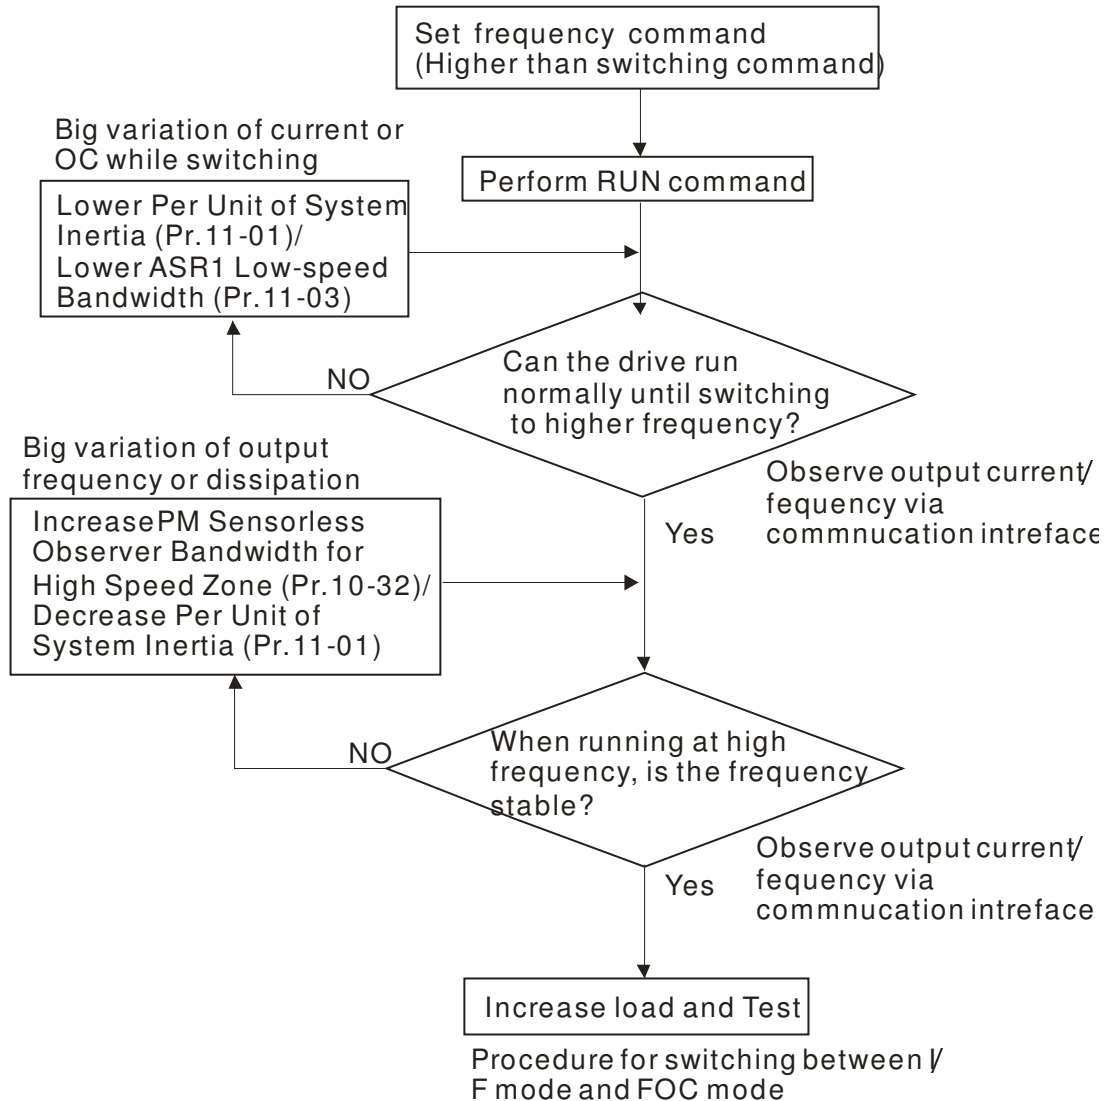 Set frequency command
(Higher than switching command)
Big variation of current or
OC while switching
Perform RUN command
Lower Per Unit of System
Inertia (Pr.11-01)/
Lower ASR1 Low-speed
Bandwidth (Pr.11-03)
Can the drive run
normally until switching
to higher frequency?
NO
Big variation of output
frequency or dissipation
Observe output current/
fequency via
commnucation intreface
Yes
IncreasePM Sensorless
Observer Bandwidth for
High Speed Zone (Pr.10-32)/
Decrease Per Unit of
System Inertia (Pr.11-01)
When running at high
frequency, is the frequency
stable?
NO
Observe output current/
fequency via
commnucation intreface
Yes
Increase load and Test
Procedure for switching between I/
F mode and FOC mode